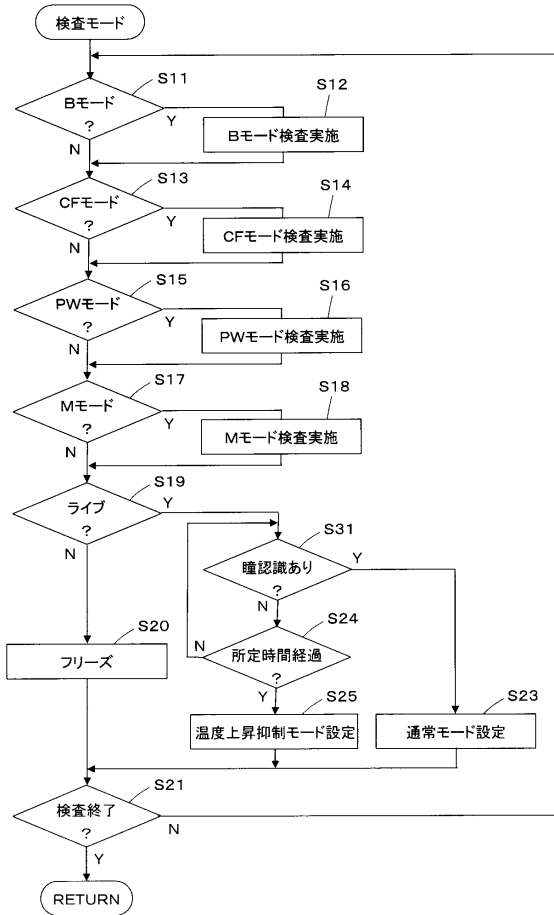 検査モード
S11
Bモード
?
Y
N
S12
Bモード検査実施
S13
CFモード
?
Y
N
S14
CFモード検査実施
S15
PWモード
?
Y
N
S16
PWモード検査実施
S17
Mモード
?
Y
N
S18
Mモード検査実施
S19
ライブ
?
Y
N
S31
瞳認識あり
?
Y
N
S24
所定時間経過
?
N
Y
S20
フリーズ
S25
温度上昇抑制モード設定
S23
通常モード設定
S21
検査終了
?
N
Y
RETURN